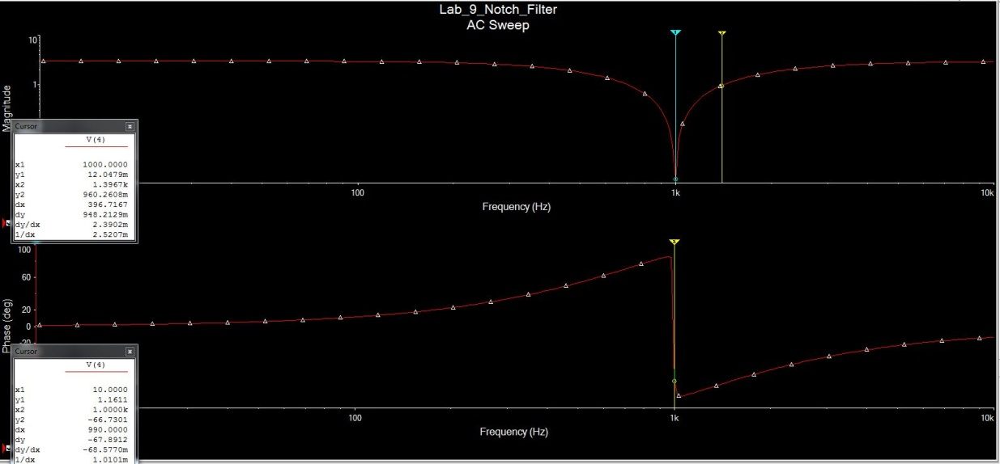 Lab_9_Notch_Filter
AC Sweep
10
1
Magnitude
Cursor
V(4)
x1 1000.0000
y1 12.0479m
x2 1.3967k
y2 960.2608m
dx 396.7167
dy 948.2129m
dy/dx 2.3902m
1/dx 2.5207m
100 1k 10k
Frequency (Hz)
100
60
20
0
-20
Phase (deg)
Cursor
V(4)
x1 10.0000
y1 1.1611
x2 1.0000k
y2 -66.7301
dx 990.0000
dy -67.8912
dy/dx -68.5770m
1/dx 1.0101m
100 1k 10k
Frequency (Hz)